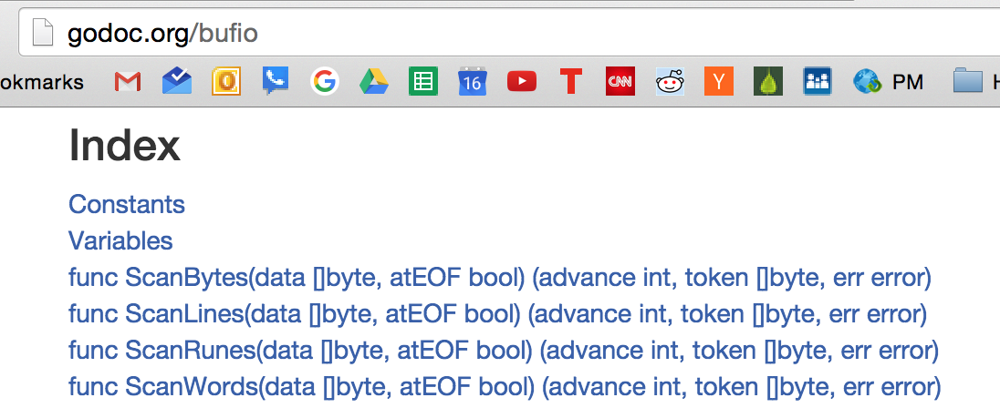 godoc.org/bufio
okmarks 16 T CNN Y PM H
Index
Constants
Variables
func ScanBytes(data []byte, atEOF bool) (advance int, token []byte, err error)
func ScanLines(data []byte, atEOF bool) (advance int, token []byte, err error)
func ScanRunes(data []byte, atEOF bool) (advance int, token []byte, err error)
func ScanWords(data []byte, atEOF bool) (advance int, token []byte, err error)